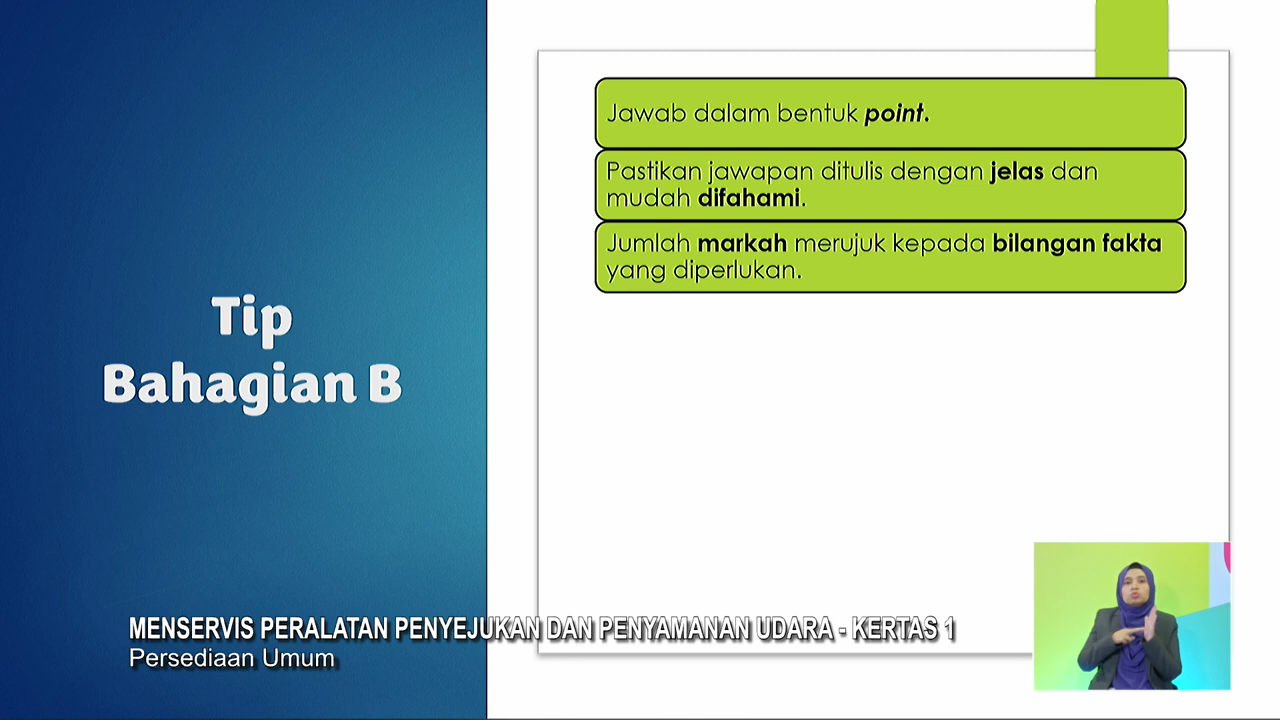 Tip
Bahagian B
Jawab dalam bentuk point.
Pastikan jawapan ditulis dengan jelas dan
mudah difahami.
Jumlah markah merujuk kepada bilangan fakta
yang diperlukan.
MENSERVIS PERALATAN PENYEJUKAN DAN PENYAMANAN UDARA - KERTAS 1
Persediaan Umum